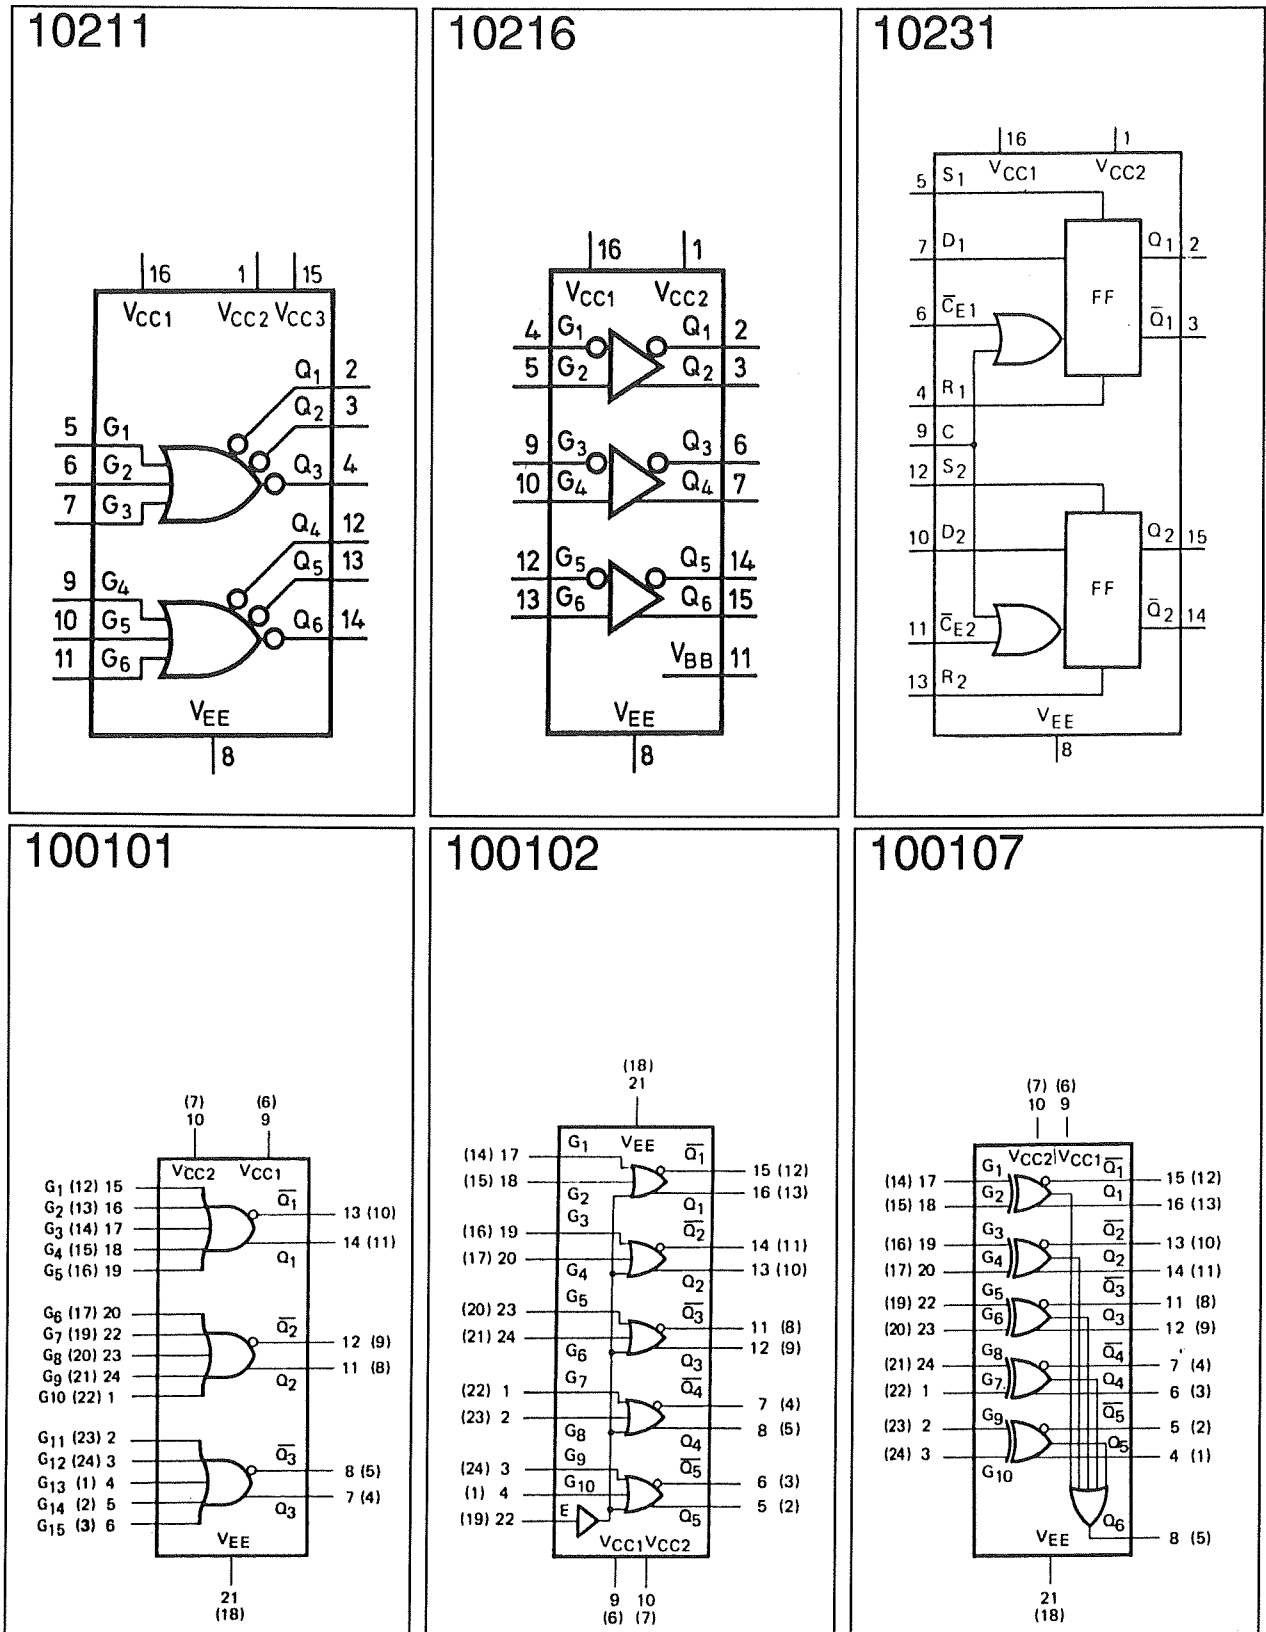 10211
16 1 15
VCC1 VCC2 VCC3
Q1 2
Q2 3
5 G1
6 G2 Q3 4
7 G3
Q4 12
Q5 13
9 G4
10 G5 Q6 14
11 G6
VEE
8
10216
16 1
VCC1 VCC2
4 G1 Q1 2
5 G2 Q2 3
9 G3 Q3 6
10 G4 Q4 7
12 G5 Q5 14
13 G6 Q6 15
VBB 11
VEE
8
10231
16 1
VCC1 VCC2
5 S1
7 D1 Q1 2
FF
6 C̅E1 Q̅1 3
4 R1
9 C
12 S2
10 D2 Q2 15
FF
11 C̅E2 Q̅2 14
13 R2
VEE
8
100101
(7) (6)
10 9
VCC2 VCC1
G1 (12) 15
G2 (13) 16 Q̅1 13 (10)
G3 (14) 17
G4 (15) 18 Q1 14 (11)
G5 (16) 19
G6 (17) 20
G7 (19) 22 Q̅2 12 (9)
G8 (20) 23
G9 (21) 24 Q2 11 (8)
G10 (22) 1
G11 (23) 2
G12 (24) 3 Q̅3 8 (5)
G13 (1) 4
G14 (2) 5 Q3 7 (4)
G15 (3) 6
VEE
21
(18)
100102
(18)
21
VEE
(14) 17 G1 Q̅1 15 (12)
(15) 18 G2 Q1 16 (13)
(16) 19 G3 Q̅2 14 (11)
(17) 20 G4 Q2 13 (10)
(20) 23 G5 Q̅3 11 (8)
(21) 24 G6 Q3 12 (9)
(22) 1 G7 Q̅4 7 (4)
(23) 2 G8 Q4 8 (5)
(24) 3 G9 Q̅5 6 (3)
(1) 4 G10 Q5 5 (2)
(19) 22 E
VCC1 VCC2
9 10
(6) (7)
100107
(7) (6)
10 9
VCC2 VCC1
(14) 17 G1 Q̅1 15 (12)
(15) 18 G2 Q1 16 (13)
(16) 19 G3 Q̅2 13 (10)
(17) 20 G4 Q2 14 (11)
(19) 22 G5 Q̅3 11 (8)
(20) 23 G6 Q3 12 (9)
(21) 24 G8 Q̅4 7 (4)
(22) 1 G7 Q4 6 (3)
(23) 2 G9 Q̅5 5 (2)
(24) 3 G10 Q5 4 (1)
Q6 8 (5)
VEE
21
(18)